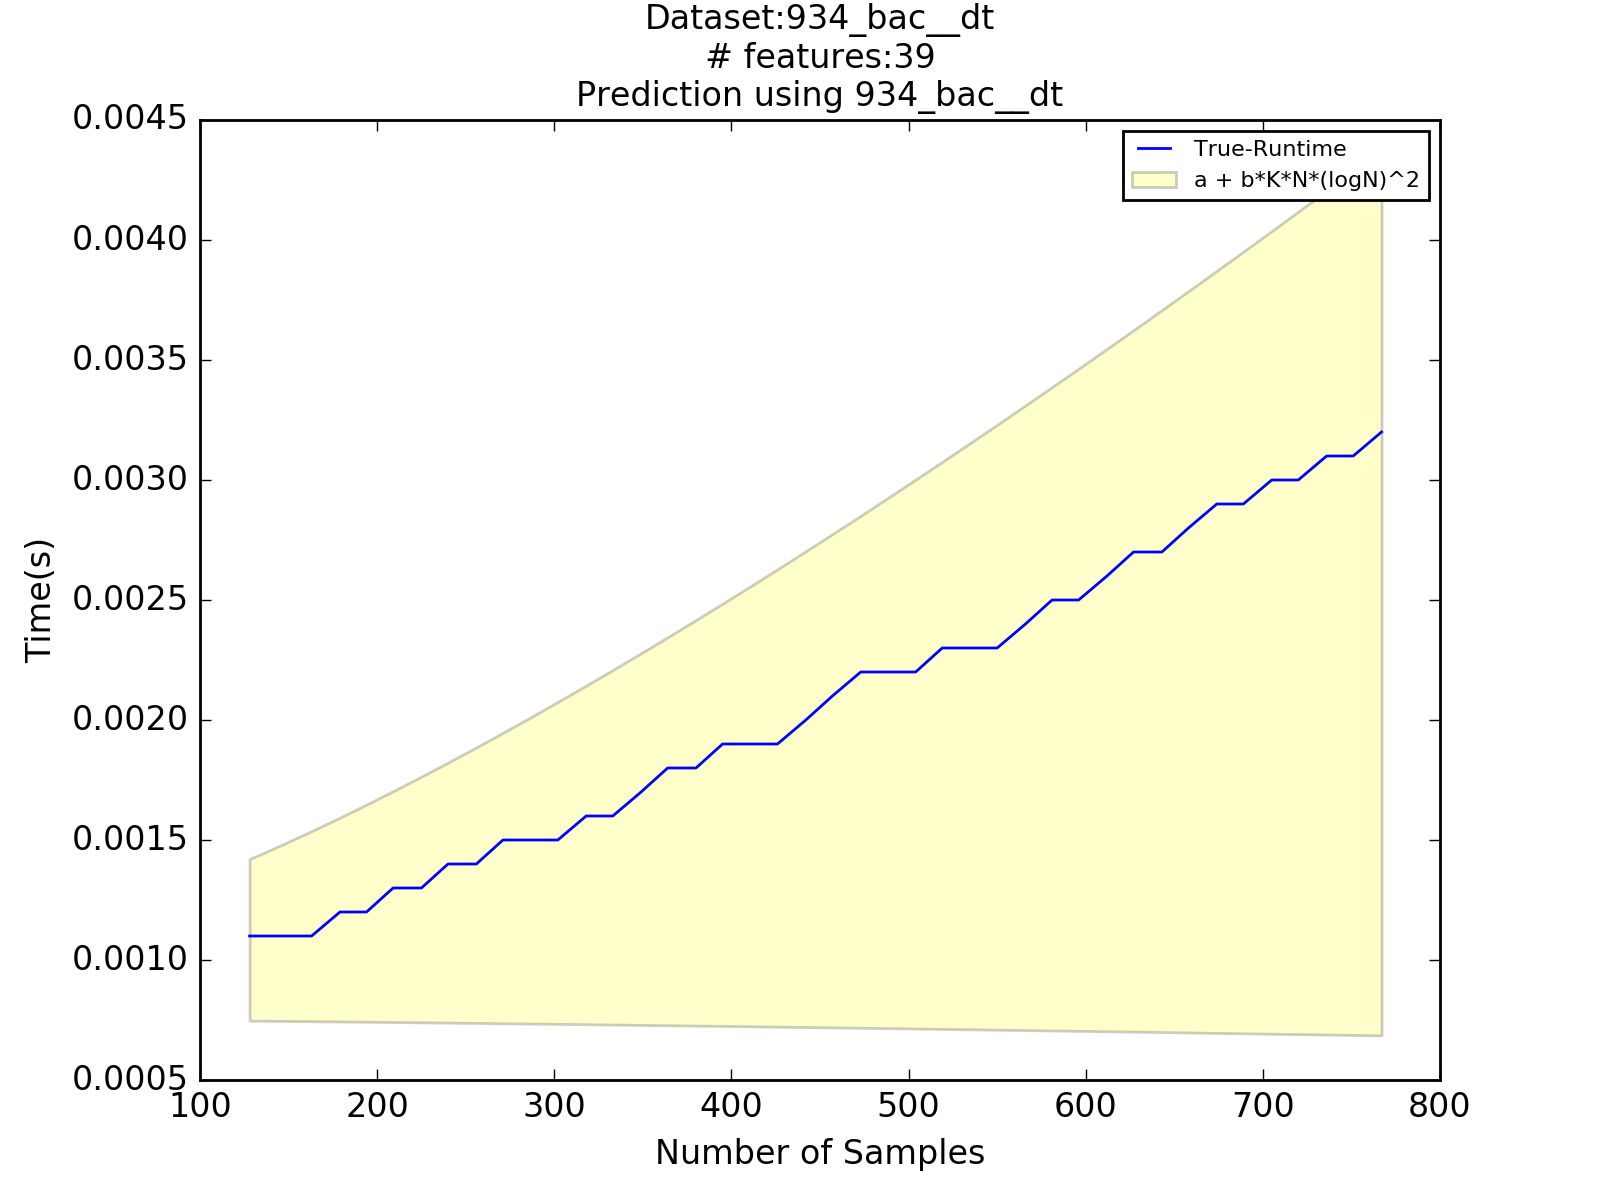 Dataset:934_bac__dt
# features:39
Prediction using 934_bac__dt
0.0045
0.0040
0.0035
0.0030
0.0025
0.0020
0.0015
0.0010
0.0005
Time(s)
True-Runtime
a + b*K*N*(logN)^2
100 200 300 400 500 600 700 800
Number of Samples